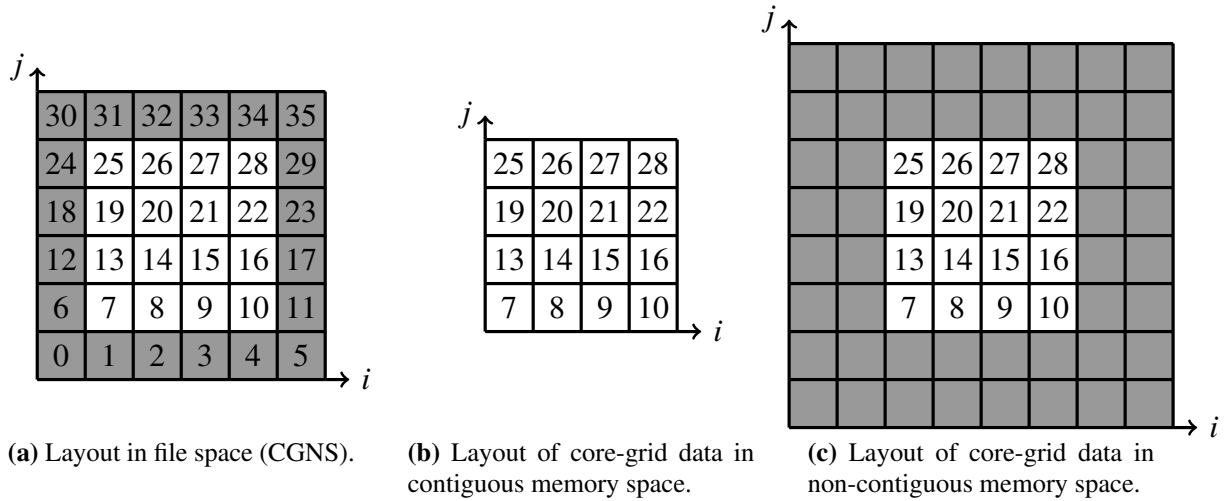 j
30 31 32 33 34 35
24 25 26 27 28 29
18 19 20 21 22 23
12 13 14 15 16 17
6 7 8 9 10 11
0 1 2 3 4 5
i
(a) Layout in file space (CGNS).
j
25 26 27 28
19 20 21 22
13 14 15 16
7 8 9 10
i
(b) Layout of core-grid data in
contiguous memory space.
j
25 26 27 28
19 20 21 22
13 14 15 16
7 8 9 10
i
(c) Layout of core-grid data in
non-contiguous memory space.